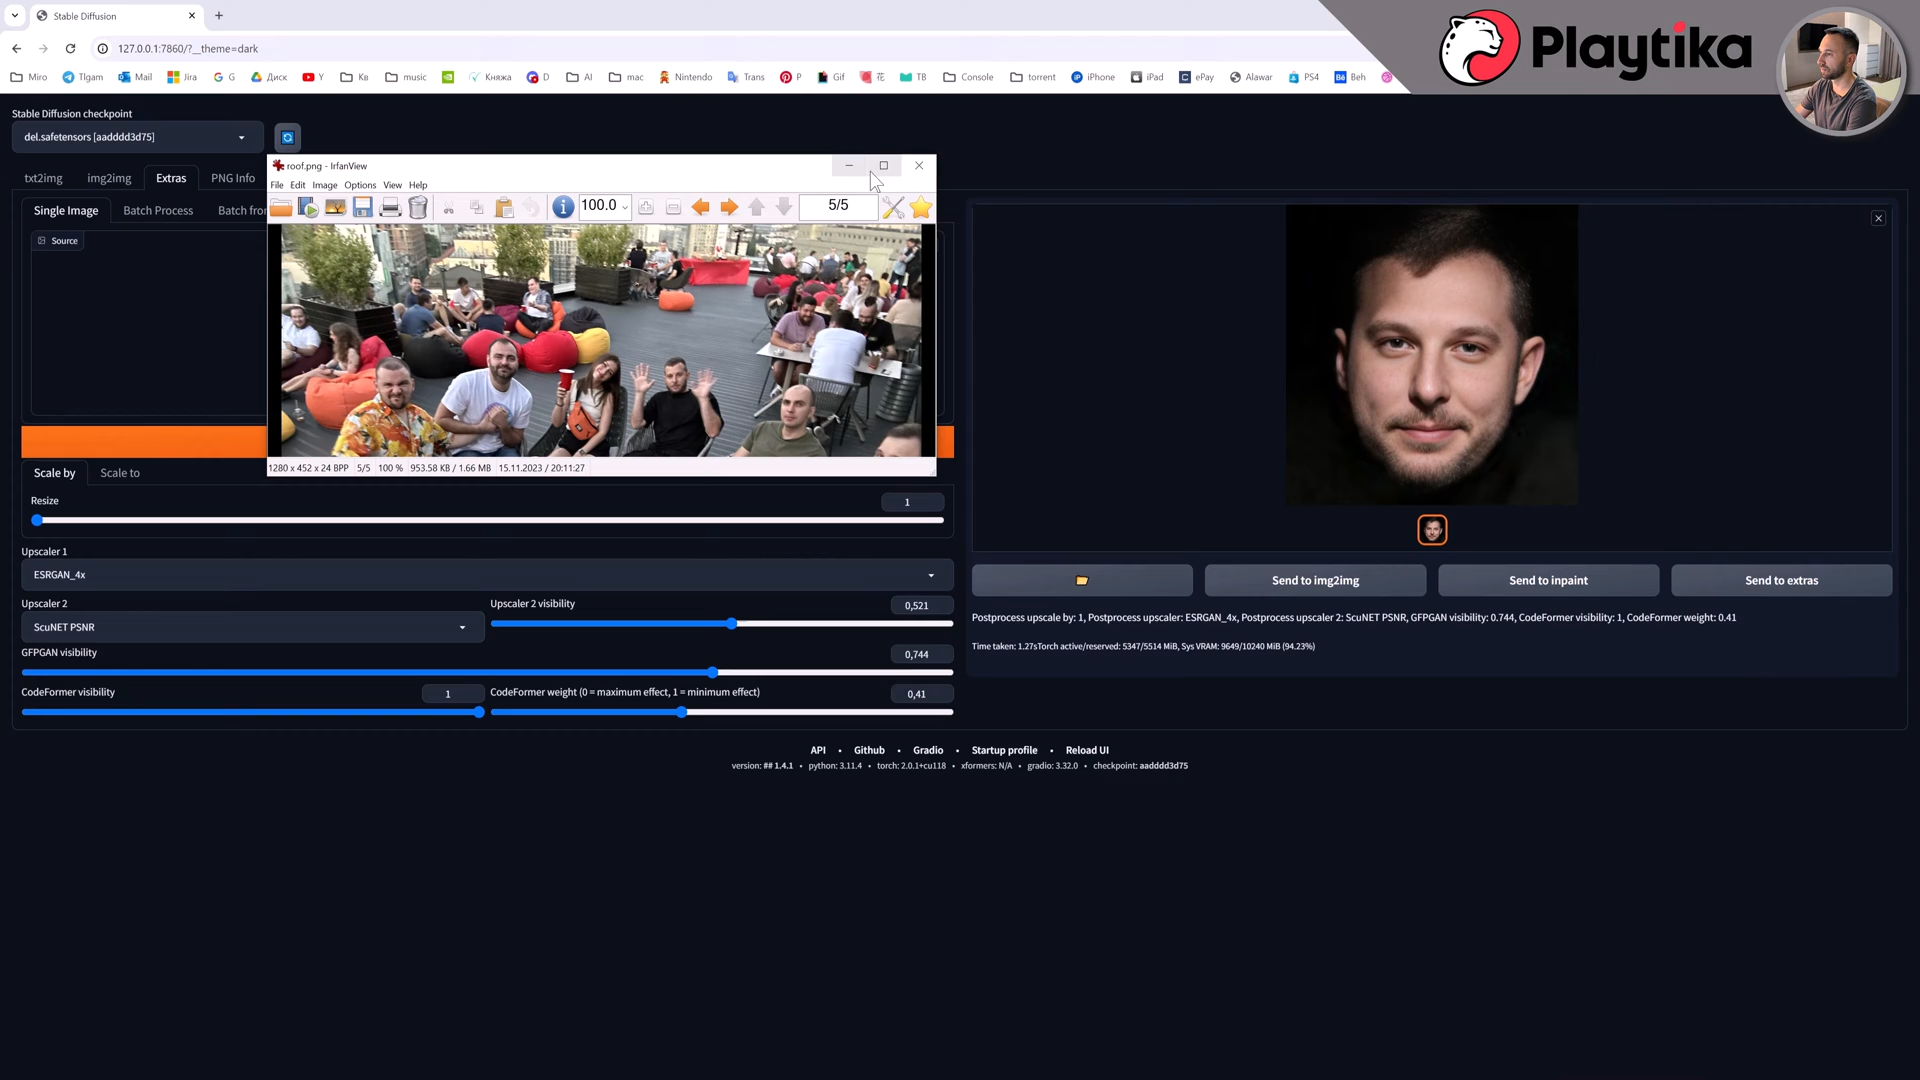 Stable Diffusion
127.0.0.1:7860/?__theme=dark
Miro Tlgam Mail Jira G Диск Y Кв music Княжа D AI mac Nintendo Trans P Gif 花 TB Console torrent iPhone iPad ePay Alawar PS4 Beh
Playtika
Stable Diffusion checkpoint
del.safetensors [aadddd3d75]
txt2img img2img Extras PNG Info
Single Image Batch Process Batch fro
Source
roof.png - IrfanView
File Edit Image Options View Help
100.0 5/5
1280 x 452 x 24 BPP 5/5 100 % 953.58 KB / 1.66 MB 15.11.2023 / 20:11:27
Scale by Scale to
Resize 1
Upscaler 1
ESRGAN_4x
Upscaler 2 Upscaler 2 visibility 0,521
ScuNET PSNR
GFPGAN visibility 0,744
CodeFormer visibility 1 CodeFormer weight (0 = maximum effect, 1 = minimum effect) 0,41
Send to img2img Send to inpaint Send to extras
Postprocess upscale by: 1, Postprocess upscaler: ESRGAN_4x, Postprocess upscaler 2: ScuNET PSNR, GFPGAN visibility: 0.744, CodeFormer visibility: 1, CodeFormer weight: 0.41
Time taken: 1.27sTorch active/reserved: 5347/5514 MiB, Sys VRAM: 9649/10240 MiB (94.23%)
API • Github • Gradio • Startup profile • Reload UI
version: ## 1.4.1 • python: 3.11.4 • torch: 2.0.1+cu118 • xformers: N/A • gradio: 3.32.0 • checkpoint: aadddd3d75